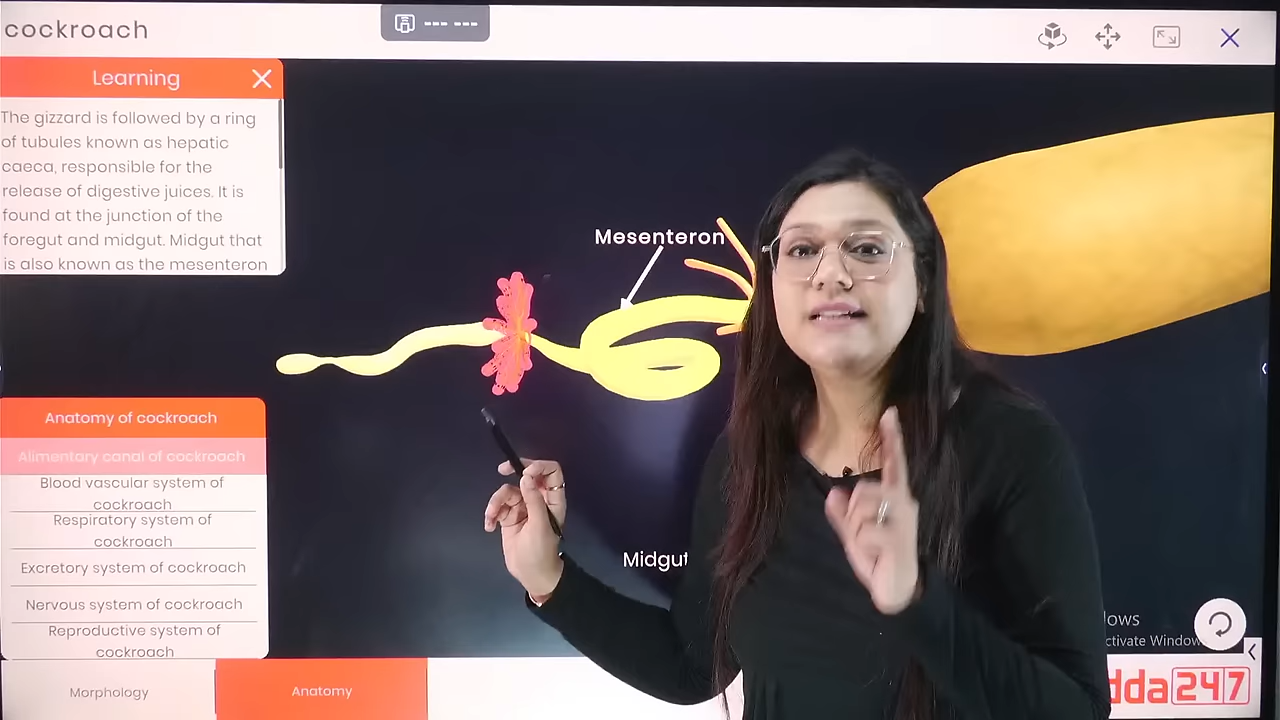 cockroach
Learning
The gizzard is followed by a ring
of tubules known as hepatic
caeca, responsible for the
release of digestive juices. It is
found at the junction of the
foregut and midgut. Midgut that
is also known as the mesenteron
Mesenteron
Anatomy of cockroach
Alimentary canal of cockroach
Blood vascular system of
cockroach
Respiratory system of
cockroach
Excretory system of cockroach
Nervous system of cockroach
Reproductive system of
cockroach
Midgut
dows
ctivate Window
Morphology
Anatomy
dda247